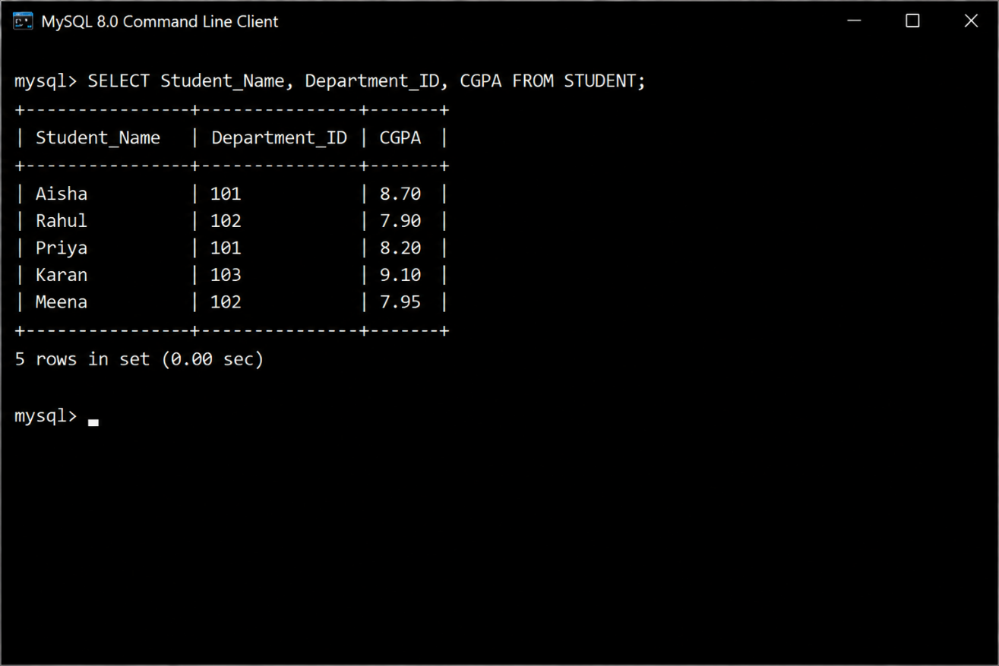 MySQL 8.0 Command Line Client
mysql> SELECT Student_Name, Department_ID, CGPA FROM STUDENT;
+----------------+---------------+-------+
| Student_Name   | Department_ID | CGPA  |
+----------------+---------------+-------+
| Aisha          | 101           | 8.70  |
| Rahul          | 102           | 7.90  |
| Priya          | 101           | 8.20  |
| Karan          | 103           | 9.10  |
| Meena          | 102           | 7.95  |
+----------------+---------------+-------+
5 rows in set (0.00 sec)
mysql>